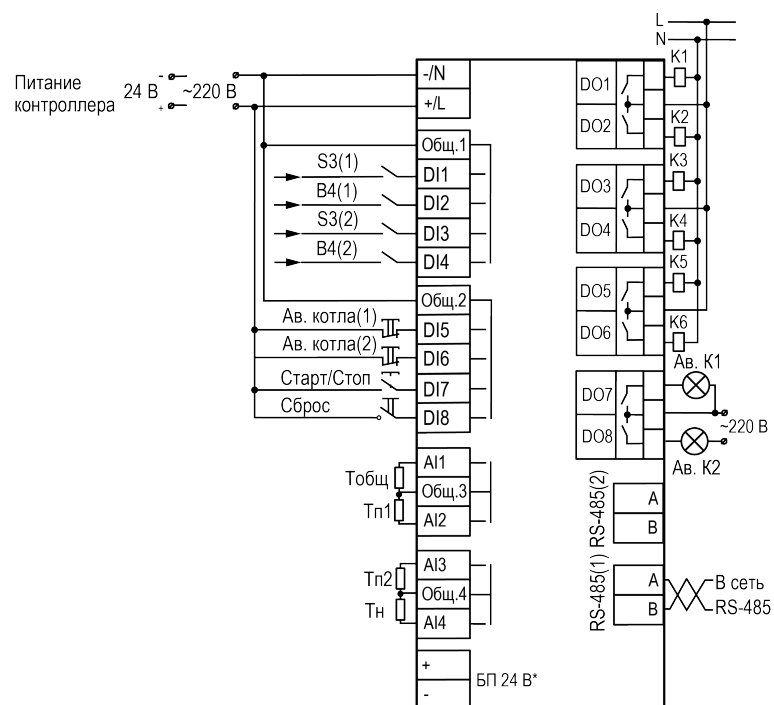 L
N
Питание
контроллера
-
24 В
+
~220 В
-/N
+/L
Общ.1
S3(1)
DI1
B4(1)
DI2
S3(2)
DI3
B4(2)
DI4
Общ.2
Ав. котла(1)
DI5
Ав. котла(2)
DI6
Старт/Стоп
DI7
Сброс
DI8
Тобщ
AI1
Общ.3
Тп1
AI2
AI3
Тп2
Общ.4
Тн
AI4
+
БП 24 В*
-
DO1
K1
DO2
K2
DO3
K3
DO4
K4
DO5
K5
DO6
K6
DO7
Ав. К1
~220 В
DO8
Ав. К2
RS-485(2)
A
B
RS-485(1)
A
B
В сеть
RS-485